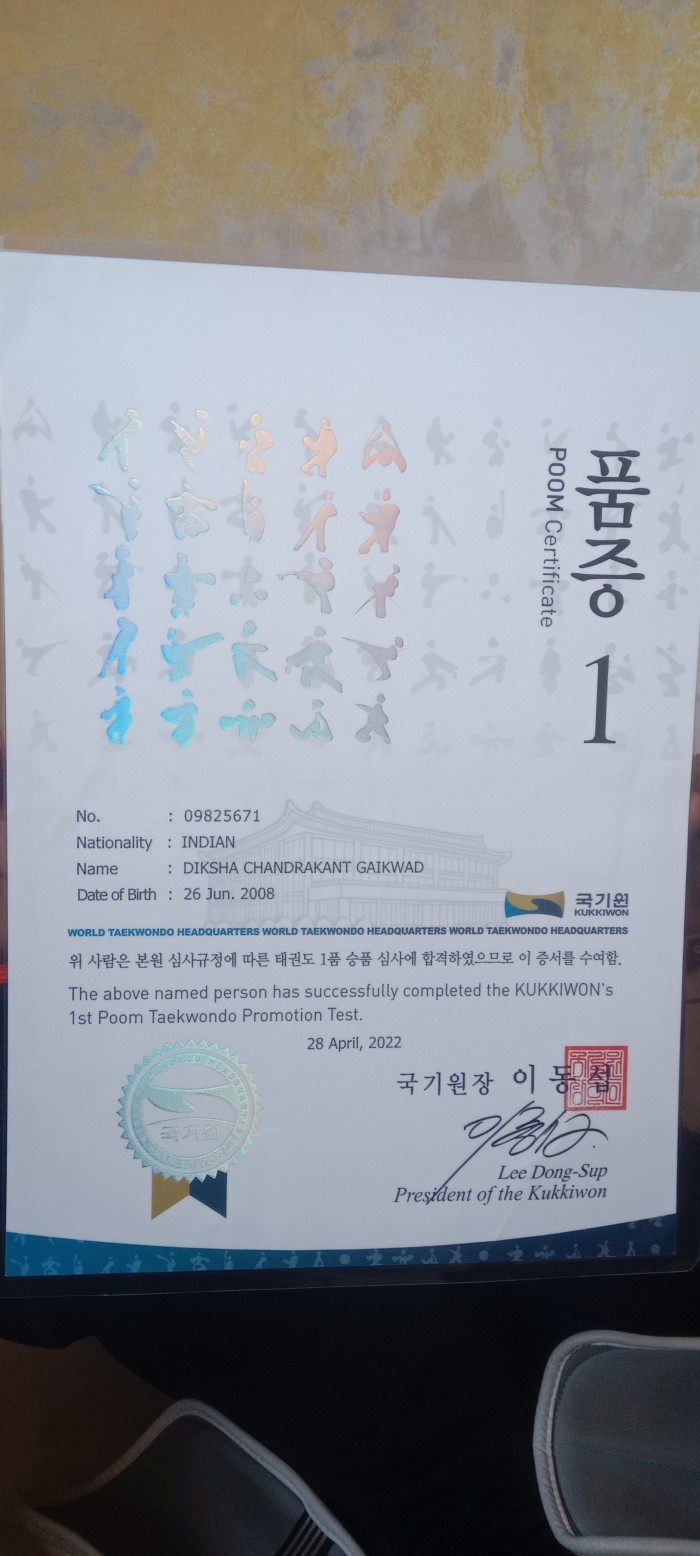 품증 1
POOM Certificate
No. : 09825671
Nationality : INDIAN
Name : DIKSHA CHANDRAKANT GAIKWAD
Date of Birth : 26 Jun. 2008
국기원
KUKKIWON
WORLD TAEKWONDO HEADQUARTERS WORLD TAEKWONDO HEADQUARTERS WORLD TAEKWONDO HEADQUARTERS
위 사람은 본원 심사규정에 따른 태권도 1품 승품 심사에 합격하였으므로 이 증서를 수여함.
The above named person has successfully completed the KUKKIWON's
1st Poom Taekwondo Promotion Test.
28 April, 2022
국기원장 이동섭
Lee Dong-Sup
President of the Kukkiwon
국기원